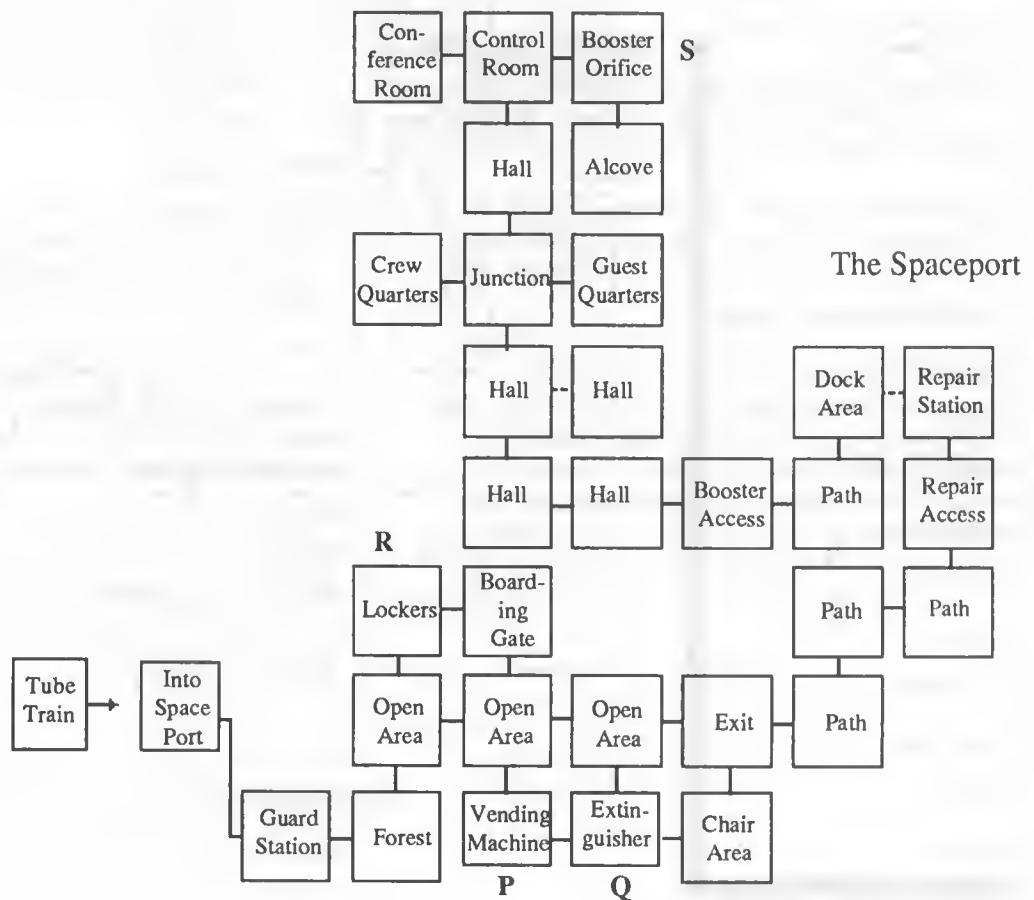 Con-
ference
Room
Control
Room
Booster
Orifice
S
Hall
Alcove
Crew
Quarters
Junction
Guest
Quarters
The Spaceport
Hall
Hall
Dock
Area
Repair
Station
Hall
Hall
Booster
Access
Path
Repair
Access
R
Lockers
Board-
ing
Gate
Path
Path
Tube
Train
Into
Space
Port
Open
Area
Open
Area
Open
Area
Exit
Path
Guard
Station
Forest
Vending
Machine
Extin-
guisher
Chair
Area
P
Q